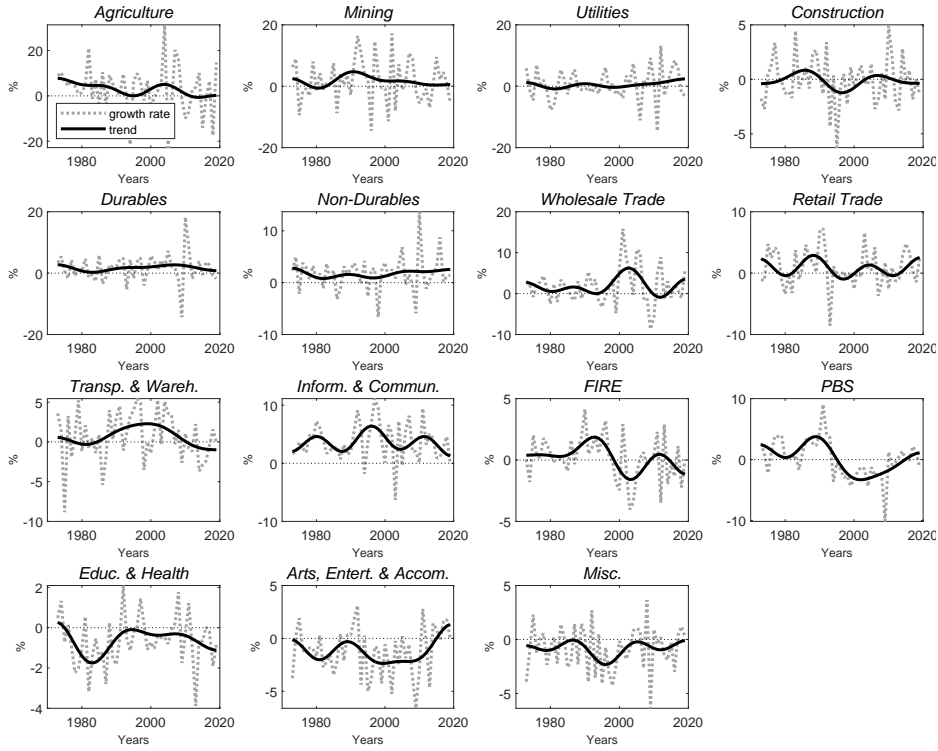 Agriculture
Mining
Utilities
Construction
20
0
-20
%
growth rate
trend
1980 2000 2020
Years
20
0
-20
%
1980 2000 2020
Years
20
0
-20
%
1980 2000 2020
Years
5
0
-5
%
1980 2000 2020
Years
Durables
Non-Durables
Wholesale Trade
Retail Trade
20
0
-20
%
1980 2000 2020
Years
10
0
-10
%
1980 2000 2020
Years
20
10
0
-10
%
1980 2000 2020
Years
10
0
-10
%
1980 2000 2020
Years
Transp. & Wareh.
Inform. & Commun.
FIRE
PBS
5
0
-5
-10
%
1980 2000 2020
Years
10
0
-10
%
1980 2000 2020
Years
5
0
-5
%
1980 2000 2020
Years
10
0
-10
%
1980 2000 2020
Years
Educ. & Health
Arts, Entert. & Accom.
Misc.
2
0
-2
-4
%
1980 2000 2020
Years
5
0
-5
%
1980 2000 2020
Years
5
0
-5
%
1980 2000 2020
Years